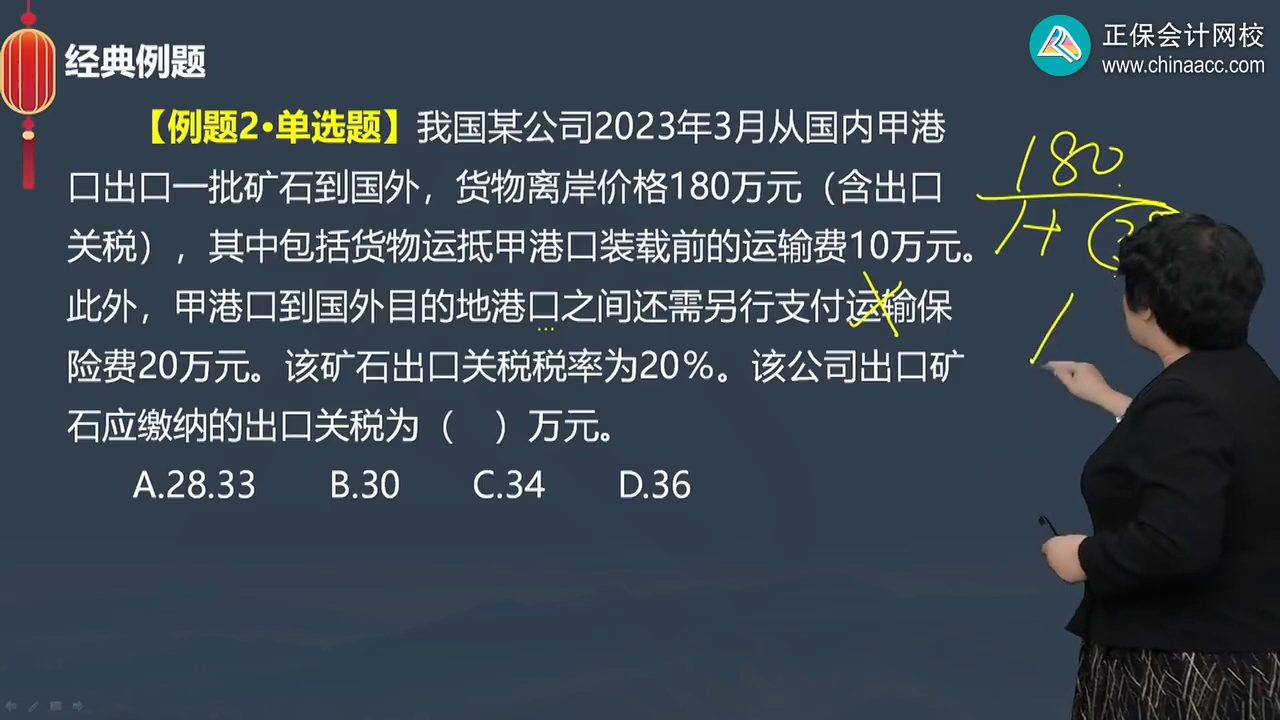 正保会计网校
www.chinaacc.com
经典例题
【例题2·单选题】我国某公司2023年3月从国内甲港
口出口一批矿石到国外，货物离岸价格180万元（含出口
关税），其中包括货物运抵甲港口装载前的运输费10万元。
此外，甲港口到国外目的地港口之间还需另行支付运输保
险费20万元。该矿石出口关税税率为20%。该公司出口矿
石应缴纳的出口关税为（ ）万元。
A.28.33 B.30 C.34 D.36
180
1+